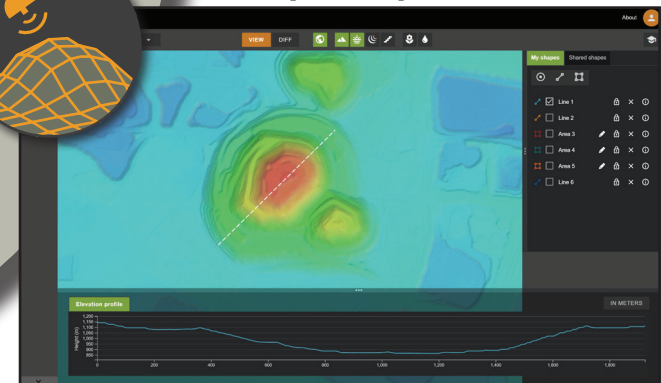 About
VIEW DIFF
My shapes Shared shapes
Line 1
Line 2
Area 3
Area 4
Area 5
Line 6
Elevation profile
IN METERS
Height (m)
1,200
1,150
1,100
1,050
1,000
950
900
850
0 200 400 600 800 1,000 1,200 1,400 1,600 1,800